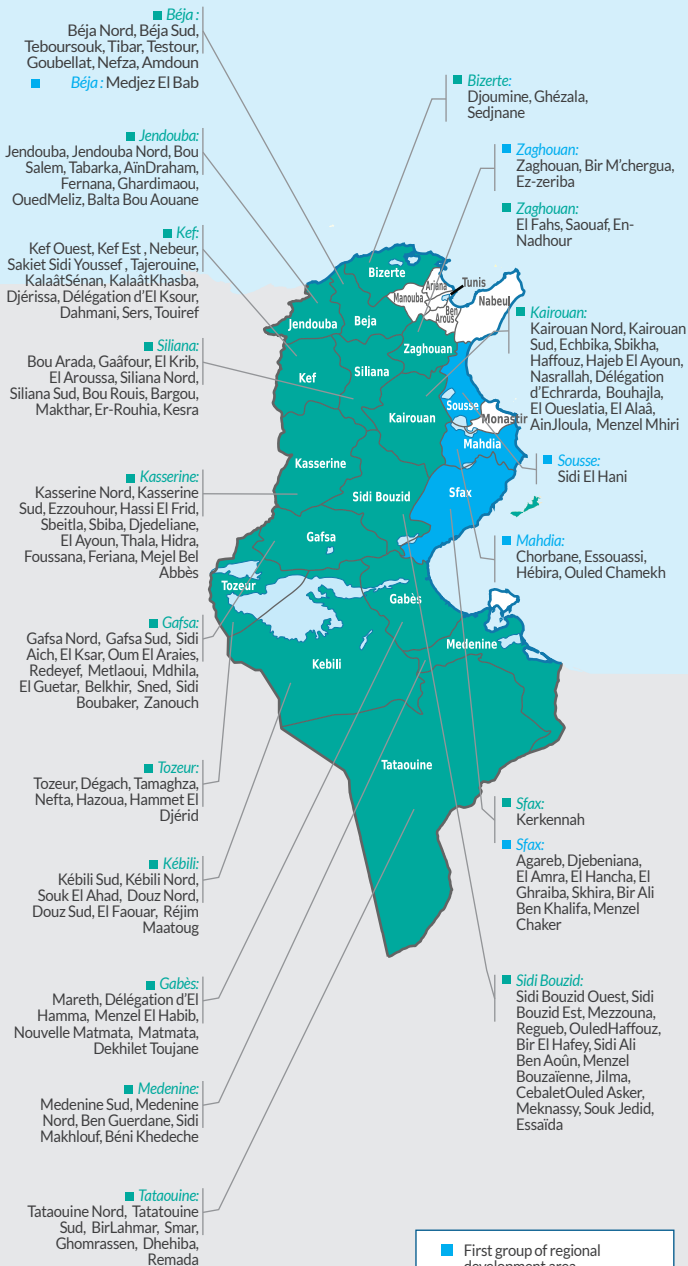 Béja :
Béja Nord, Béja Sud,
Teboursouk, Tibar, Testour,
Goubellat, Nefza, Amdoun
Béja : Medjez El Bab
Jendouba:
Jendouba, Jendouba Nord, Bou
Salem, Tabarka, AïnDraham,
Fernana, Ghardimaou,
OuedMeliz, Balta Bou Aouane
Kef:
Kef Ouest, Kef Est , Nebeur,
Sakiet Sidi Youssef , Tajerouine
KalaâtSénan, KalaâtKhasba,
Djérissa, Délégation d'El Ksour,
Dahmani, Sers, Touiref
Siliana:
Bou Arada, Gaâfour, El Krib,
El Aroussa, Siliana Nord,
Siliana Sud, Bou Rouis, Bargou,
Makthar, Er-Rouhia, Kesra
Kasserine:
Kasserine Nord, Kasserine
Sud, Ezzouhour, Hassi El Frid,
Sbeitla, Sbiba, Djedeliane,
El Ayoun, Thala, Hidra,
Foussana, Feriana, Mejel Bel
Abbès
Gafsa:
Gafsa Nord, Gafsa Sud, Sidi
Aich, El Ksar, Oum El Araies,
Redeyef, Metlaoui, Mdhila,
El Guetar, Belkhir, Sned, Sidi
Boubaker, Zanouch
Tozeur:
Tozeur, Dégach, Tamaghza,
Nefta, Hazoua, Hammet El
Djérid
Kébili:
Kébili Sud, Kébili Nord,
Souk El Ahad, Douz Nord,
Douz Sud, El Faouar, Réjim
Maatoug
Gabès:
Mareth, Délégation d'El
Hamma, Menzel El Habib,
Nouvelle Matmata, Matmata,
Dekhilet Toujane
Medenine:
Medenine Sud, Medenine
Nord, Ben Guerdane, Sidi
Makhlouf, Béni Khedeche
Tataouine:
Tataouine Nord, Tatatouine
Sud, BirLahmar, Smar,
Ghomrassen, Dhehiba,
Remada
Bizerte:
Djoumine, Ghézala,
Sedjnane
Zaghouan:
Zaghouan, Bir M'chergua,
Ez-zeriba
Zaghouan:
El Fahs, Saouaf, En-
Nadhour
Kairouan:
Kairouan Nord, Kairouan
Sud, Echbika, Sbikha,
Haffouz, Hajeb El Ayoun,
Nasrallah, Délégation
d'Echrarda, Bouhajla,
El Oueslatia, El Alaâ,
AinJloula, Menzel Mhiri
Sousse:
Sidi El Hani
Mahdia:
Chorbane, Essouassi,
Hébira, Ouled Chamekh
Sfax:
Kerkennah
Sfax:
Agareb, Djebeniana,
El Amra, El Hancha, El
Ghraiba, Skhira, Bir Ali
Ben Khalifa, Menzel
Chaker
Sidi Bouzid:
Sidi Bouzid Ouest, Sidi
Bouzid Est, Mezzouna,
Regueb, OuledHaffouz,
Bir El Hafey, Sidi Ali
Ben Aoûn, Menzel
Bouzaïenne, Jilma,
CebaletOuled Asker,
Meknassy, Souk Jedid,
Essaïda
Bizerte
Ariana
Tunis
Manouba
Nabeul
Ben
Arous
Jendouba
Beja
Zaghouan
Kef
Siliana
Sousse
Kairouan
Monastir
Mahdia
Kasserine
Sidi Bouzid
Sfax
Gafsa
Tozeur
Gabès
Medenine
Kebili
Tataouine
First group of regional
development area